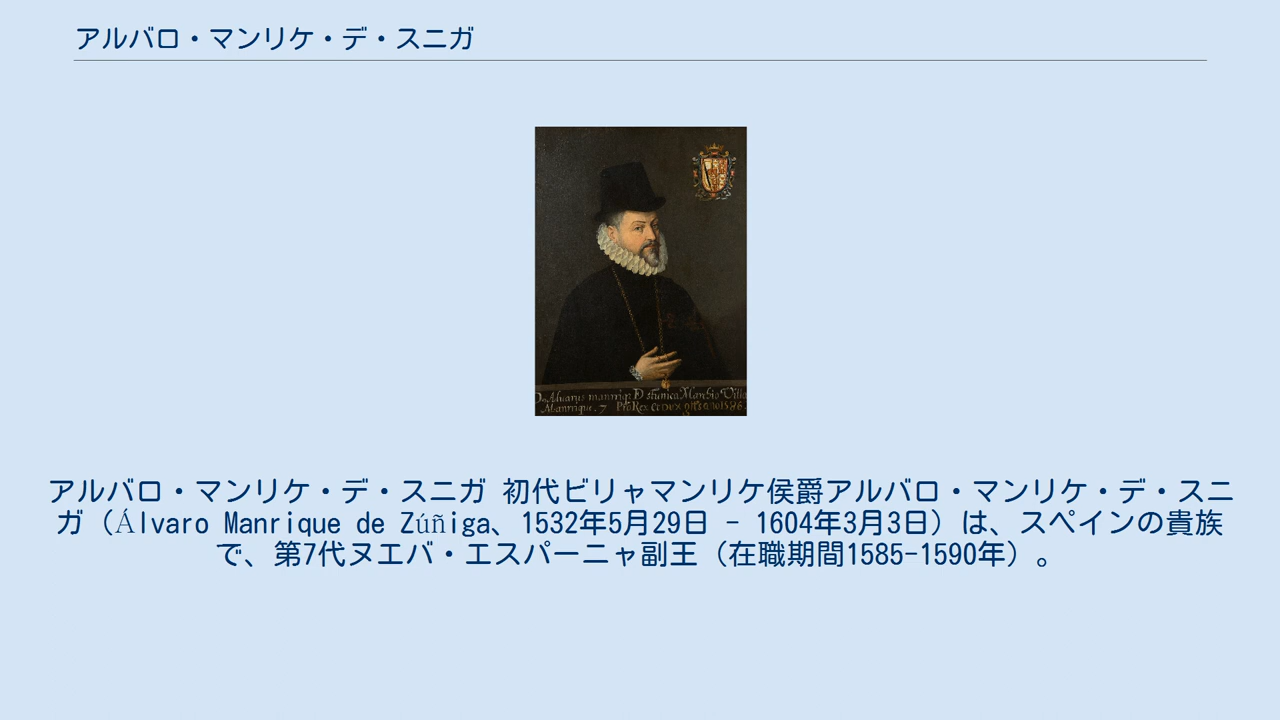 アルバロ・マンリケ・デ・スニガ
アルバロ・マンリケ・デ・スニガ 初代ビリャマンリケ侯爵アルバロ・マンリケ・デ・スニ
ガ（Álvaro Manrique de Zúñiga、1532年5月29日 - 1604年3月3日）は、スペインの貴族
で、第7代ヌエバ・エスパーニャ副王（在職期間1585-1590年）。